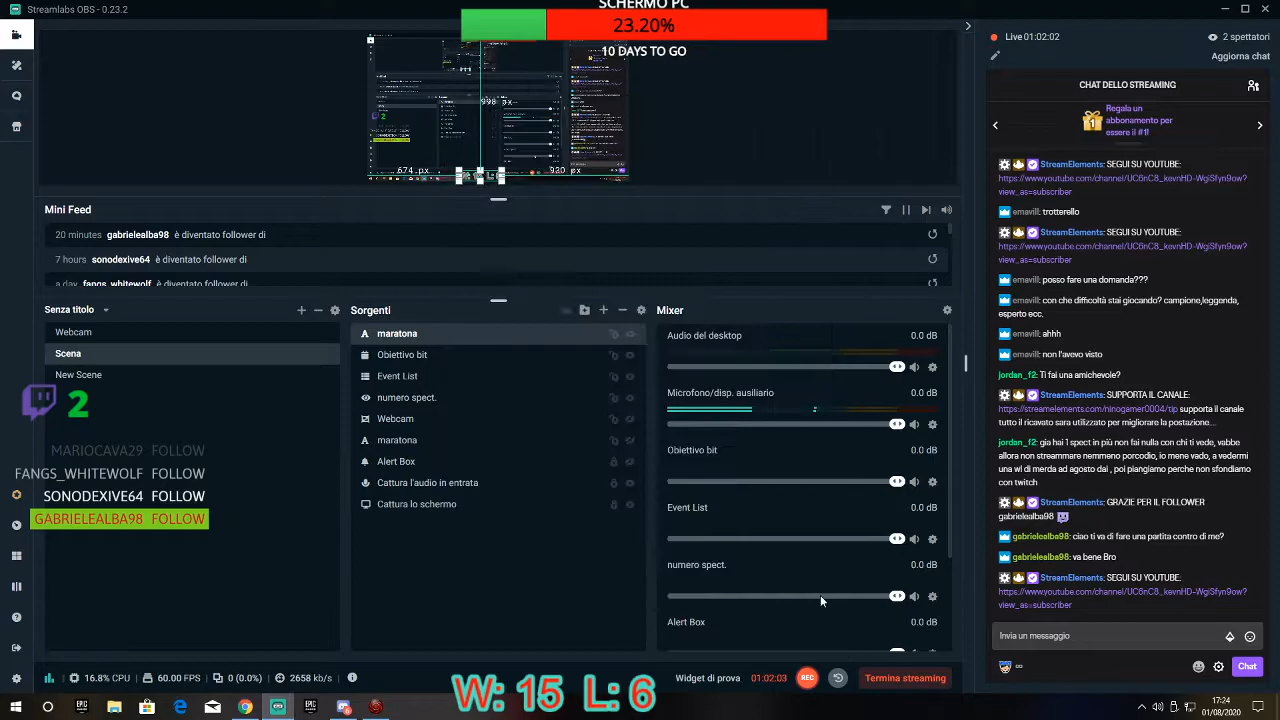 Streamlabs OBS - 0.23.2
SCHERMO PC
23.20%
10 DAYS TO GO
998 px
674 px
920 px
Mini Feed
20 minutes gabrielealba98 è diventato follower di
7 hours sonodexive64 è diventato follower di
a day fangs_whitewolf è diventato follower di
Senza titolo
Webcam
Scena
New Scene
2
MARIOCAVA29 FOLLOW
FANGS_WHITEWOLF FOLLOW
SONODEXIVE64 FOLLOW
GABRIELEALBA98 FOLLOW
Sorgenti
maratona
Obiettivo bit
Event List
numero spect.
Webcam
maratona
Alert Box
Cattura l'audio in entrata
Cattura lo schermo
Mixer
Audio del desktop 0.0 dB
Microfono/disp. ausiliario 0.0 dB
Obiettivo bit 0.0 dB
Event List 0.0 dB
numero spect. 0.0 dB
Alert Box 0.0 dB
Live 01:02:02 2 spettatori
Aggiorna chat
CHAT DELLO STREAMING
Regala un
abbonamento per
essere il #1!
StreamElements: SEGUI SU YOUTUBE:
https://www.youtube.com/channel/UC6nC8_kevnHD-WgiSfyn9ow?
view_as=subscriber
emavill: trotterello
StreamElements: SEGUI SU YOUTUBE:
https://www.youtube.com/channel/UC6nC8_kevnHD-WgiSfyn9ow?
view_as=subscriber
emavill: posso fare una domanda???
emavill: con che difficoltà stai giocando? campione,leggenda,
esperto ecc.
emavill: ahhh
emavill: non l'avevo visto
jordan_f2: Ti fai una amichevole?
StreamElements: SUPPORTA IL CANALE:
https://streamelements.com/ninogamer0004/tip supporta il canale
tutto il ricavato sara utilizzato per migliorare la postazione...
jordan_f2: gia hai 1 spect in più non fai nulla con chi ti vede, vabbe
allora non streammare nemmeno porcodio, io mene vado, a vederti
una wl di merda ad agosto dai , poi piangiamo perche non sfondiamo
con twitch
StreamElements: GRAZIE PER IL FOLLOWER
gabrielealba98
gabrielealba98: ciao ti va di fare una partita contro di me?
gabrielealba98: va bene Bro
StreamElements: SEGUI SU YOUTUBE:
https://www.youtube.com/channel/UC6nC8_kevnHD-WgiSfyn9ow?
view_as=subscriber
Invia un messaggio
∞ Chat
60.00 FPS 0 (0.0%) 2658 kb/s
Widget di prova 01:02:03 REC Termina streaming
W: 15 L: 6
17:24
01/08/2020